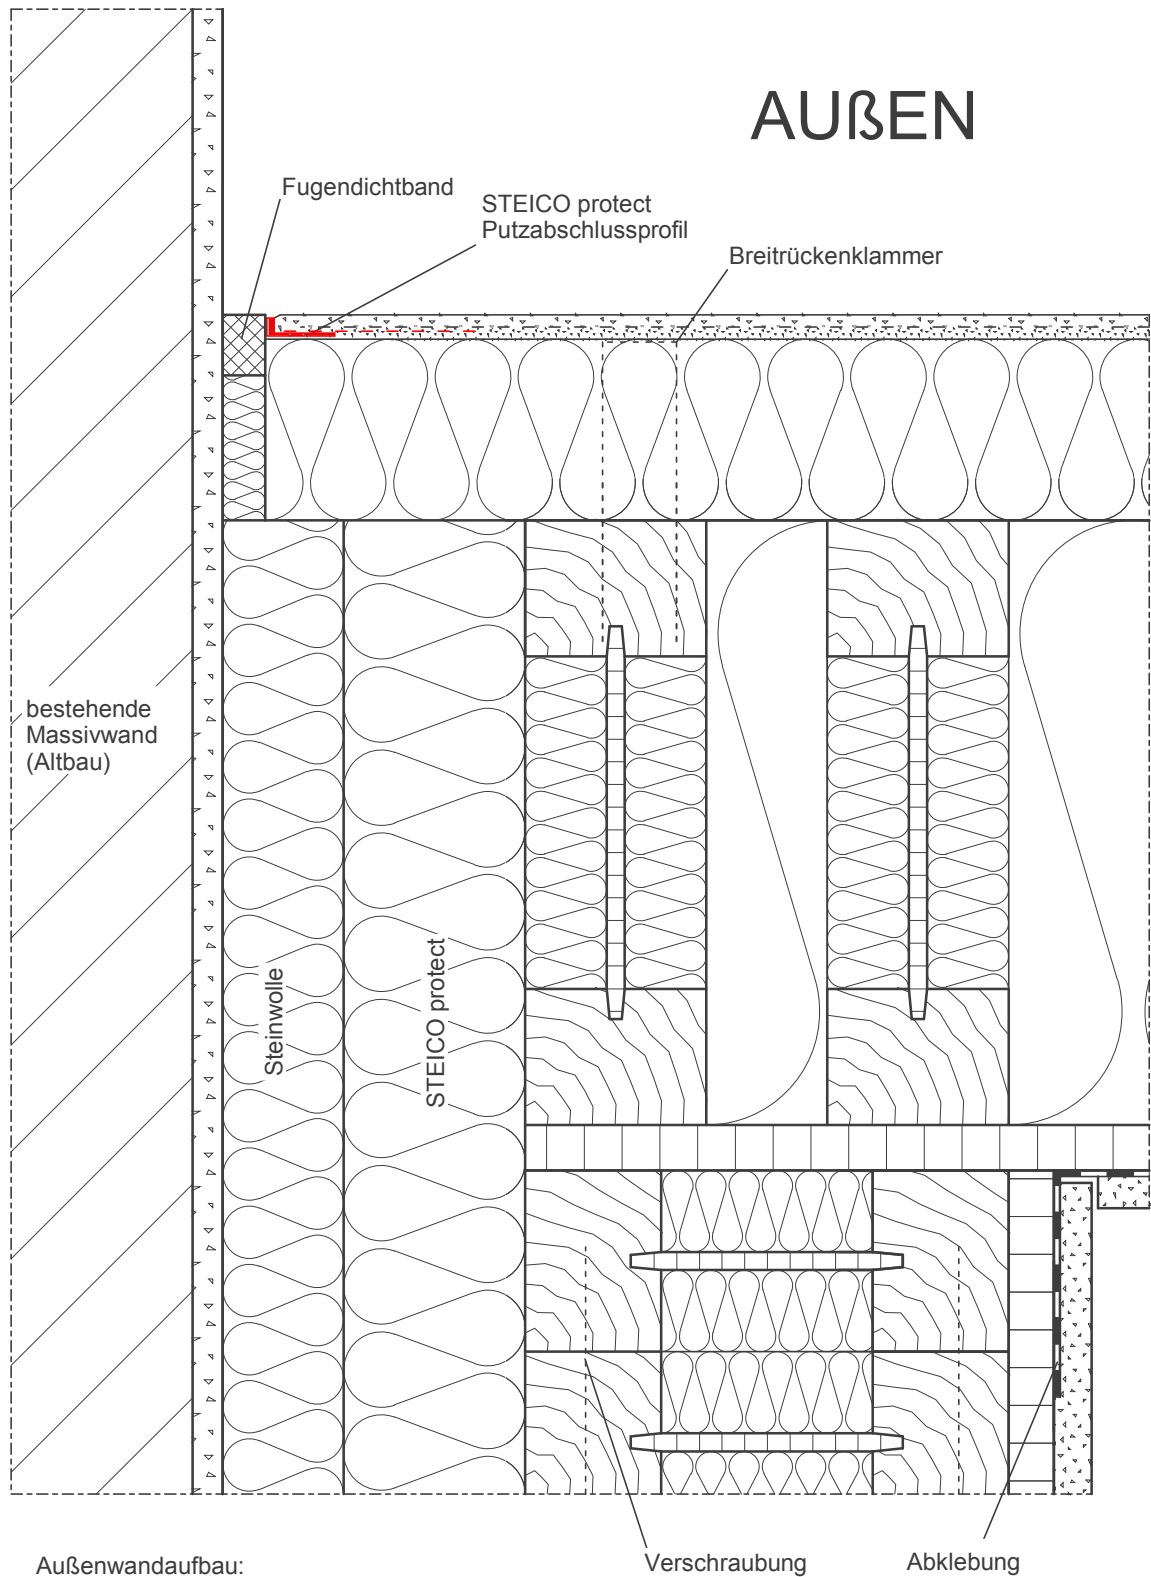 AUßEN
Fugendichtband
STEICO protect
Putzabschlussprofil
Breitrückenklammer
bestehende
Massivwand
(Altbau)
Steinwolle
STEICO protect
Verschraubung
Abklebung
Außenwandaufbau: